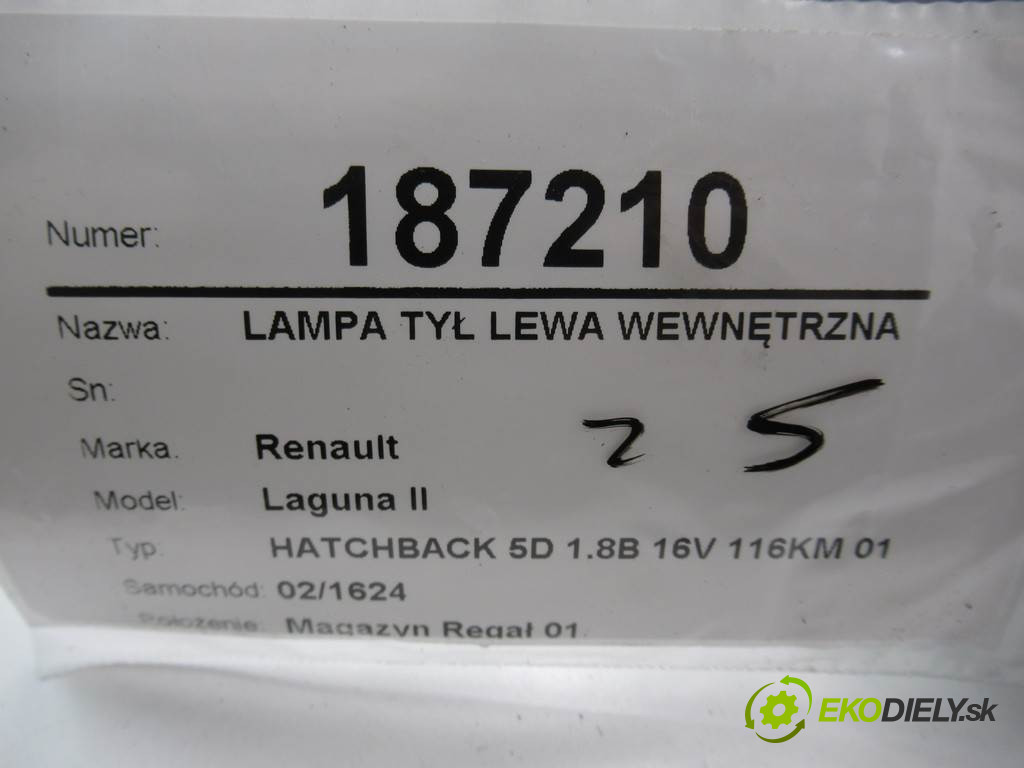 Numer: 187210
Nazwa: LAMPA TYŁ LEWA WEWNĘTRZNA
Sn:
Marka. Renault 2 5
Model: Laguna II
Typ: HATCHBACK 5D 1.8B 16V 116KM 01
Samochód: 02/1624
Położenie: Magazyn Regał 01
EKODIELY.sk